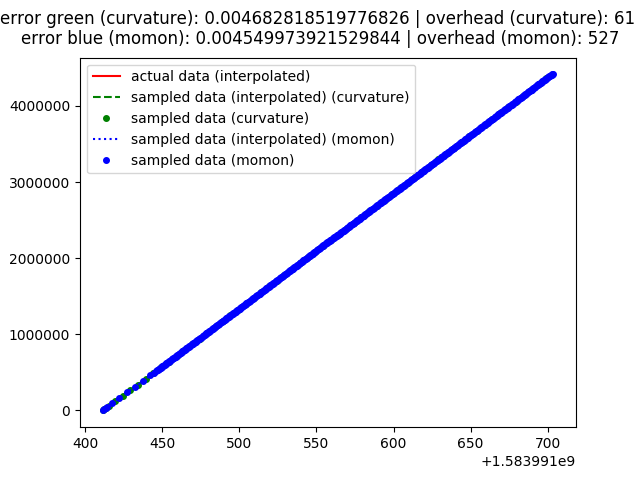 error green (curvature): 0.004682818519776826 | overhead (curvature): 61
error blue (momon): 0.004549973921529844 | overhead (momon): 527
actual data (interpolated)
sampled data (interpolated) (curvature)
sampled data (curvature)
sampled data (interpolated) (momon)
sampled data (momon)
4000000
3000000
2000000
1000000
0
400 450 500 550 600 650 700
+1.583991e9